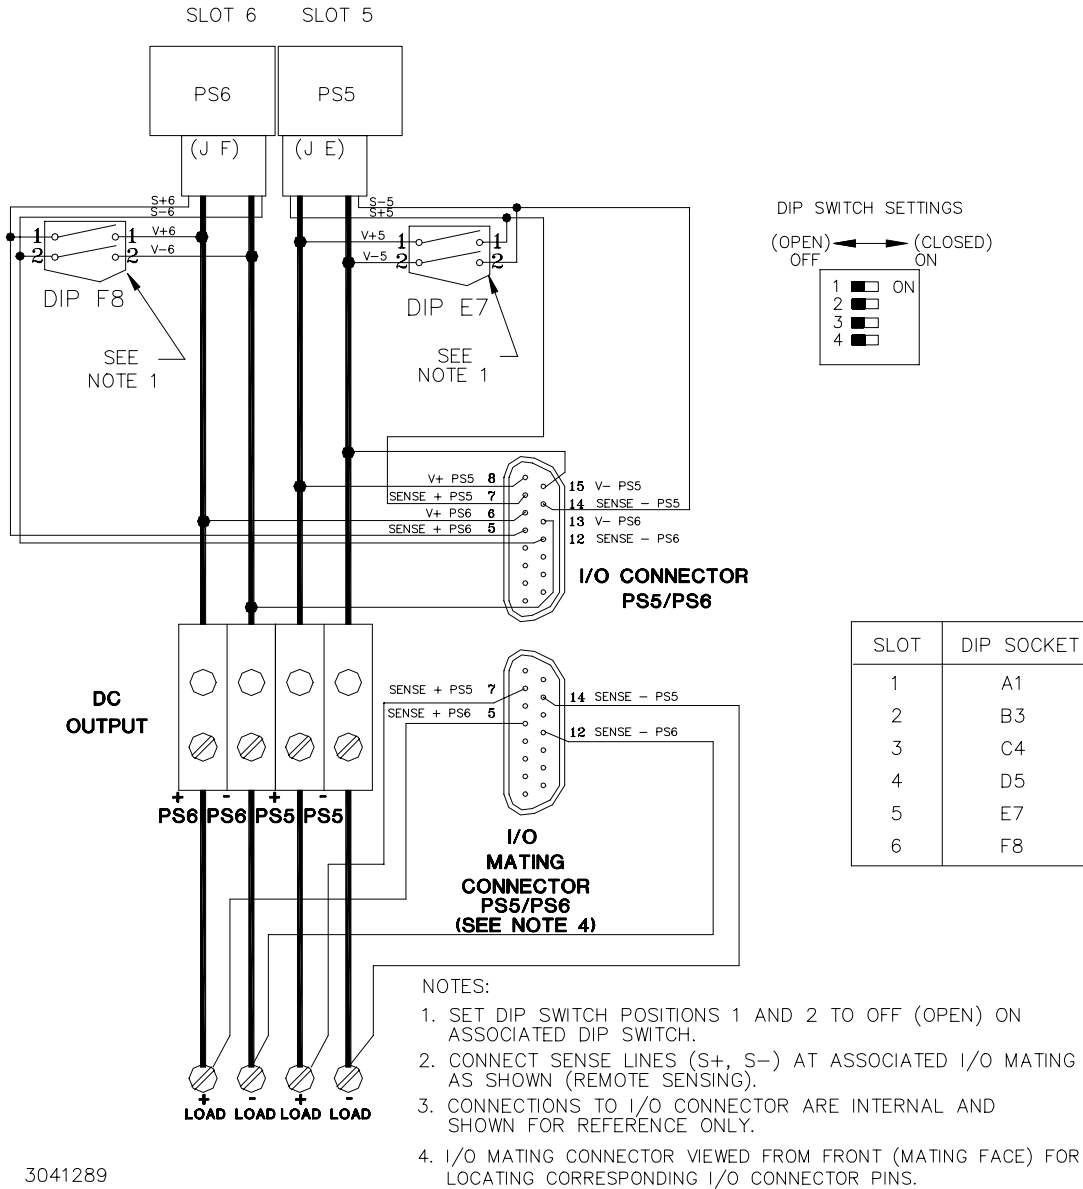 SLOT 6 SLOT 5
PS6 PS5
(J F) (J E)
S+6 S-5
S-6 S+5
1 V+6 1 V+5 1 1
2 V-6 2 V-5 2 2
DIP F8 DIP E7
SEE SEE
NOTE 1 NOTE 1
DIP SWITCH SETTINGS
(OPEN) (CLOSED)
OFF ON
1 ON
2
3
4
V+ PS5 8 15 V- PS5
SENSE + PS5 7 14 SENSE - PS5
V+ PS6 6 13 V- PS6
SENSE + PS6 5 12 SENSE - PS6
I/O CONNECTOR
PS5/PS6
SLOT DIP SOCKET
1 A1
2 B3
3 C4
4 D5
5 E7
6 F8
DC
OUTPUT
SENSE + PS5 7 14 SENSE - PS5
SENSE + PS6 5 12 SENSE - PS6
+ - + -
PS6 PS6 PS5 PS5
I/O
MATING
CONNECTOR
PS5/PS6
(SEE NOTE 4)
+ - + -
LOAD LOAD LOAD LOAD
NOTES:
1. SET DIP SWITCH POSITIONS 1 AND 2 TO OFF (OPEN) ON
ASSOCIATED DIP SWITCH.
2. CONNECT SENSE LINES (S+, S-) AT ASSOCIATED I/O MATING
AS SHOWN (REMOTE SENSING).
3. CONNECTIONS TO I/O CONNECTOR ARE INTERNAL AND
SHOWN FOR REFERENCE ONLY.
4. I/O MATING CONNECTOR VIEWED FROM FRONT (MATING FACE) FOR
LOCATING CORRESPONDING I/O CONNECTOR PINS.
3041289